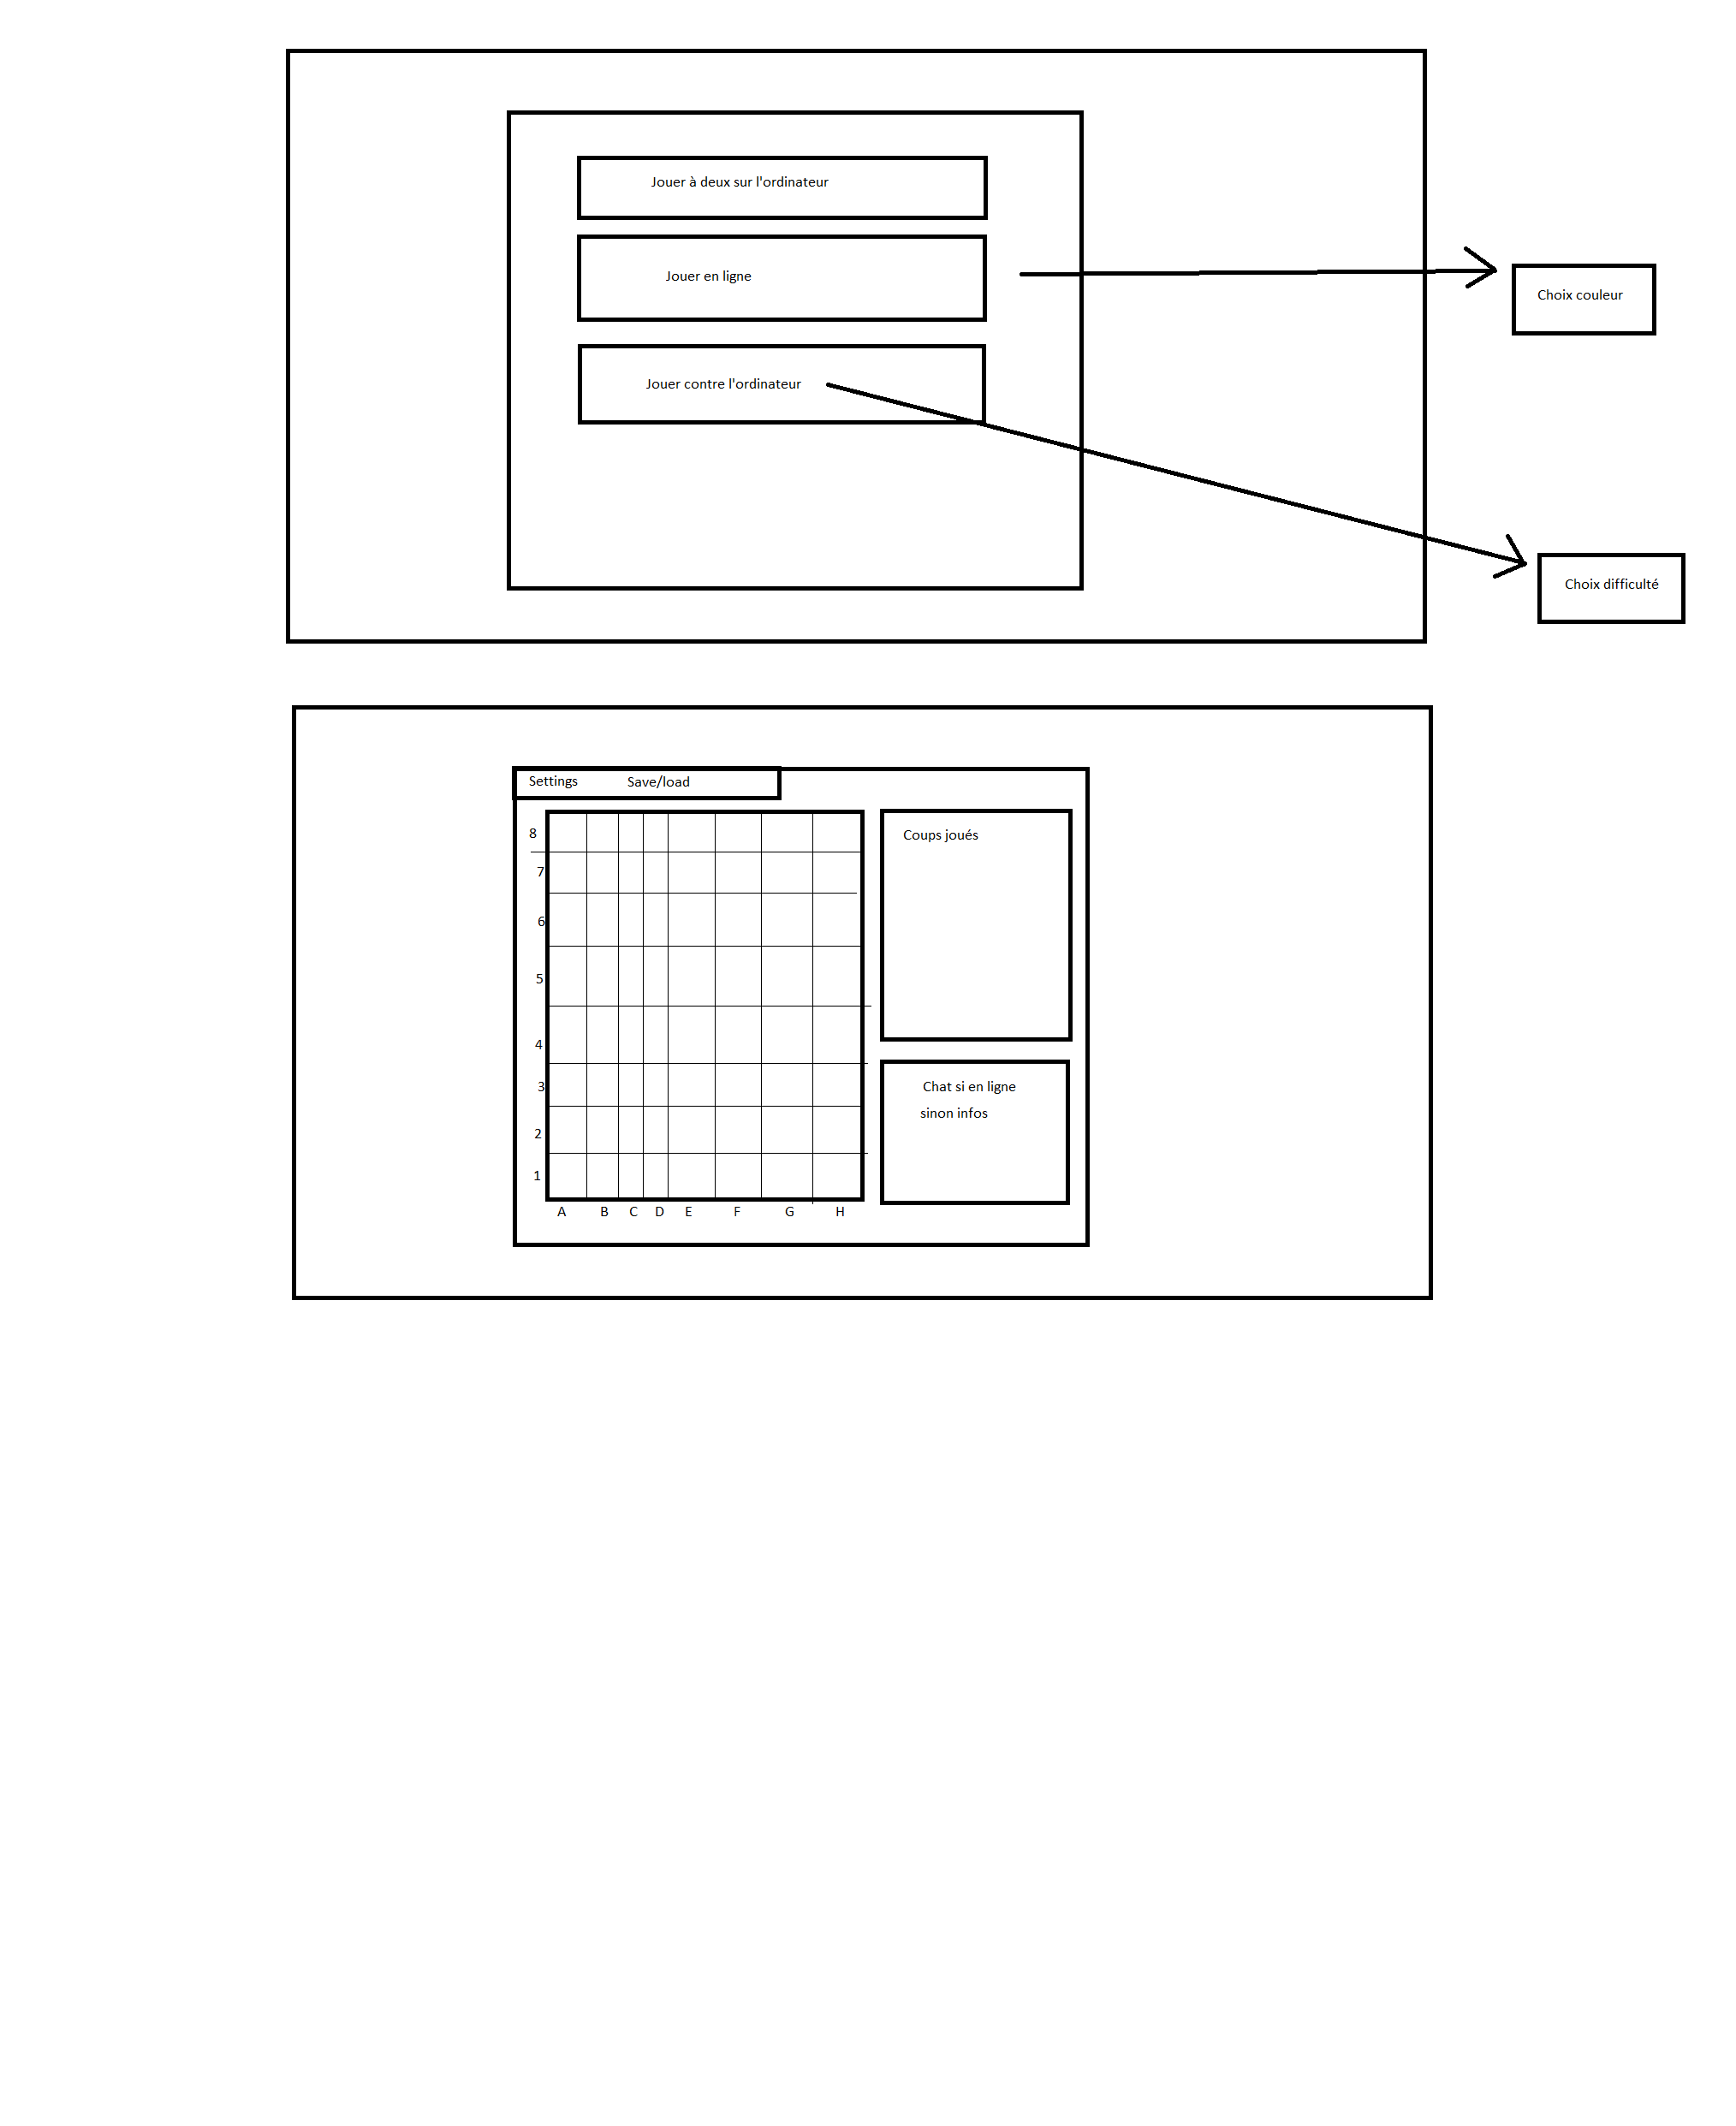 Jouer à deux sur l'ordinateur
Jouer en ligne
Choix couleur
Jouer contre l'ordinateur
Choix difficulté
Settings Save/load
8
Coups joués
7
6
5
4
3
Chat si en ligne
sinon infos
2
1
A B C D E F G H